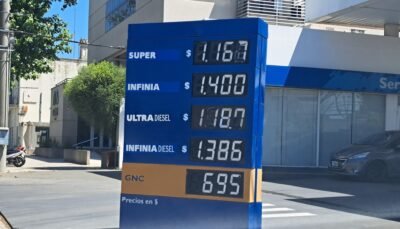 SUPER $ 1.167
INFINIA $ 1.400
ULTRA DIESEL $ 1.187
INFINIA DIESEL $ 1.386
GNC 695
Precios en $
Ser